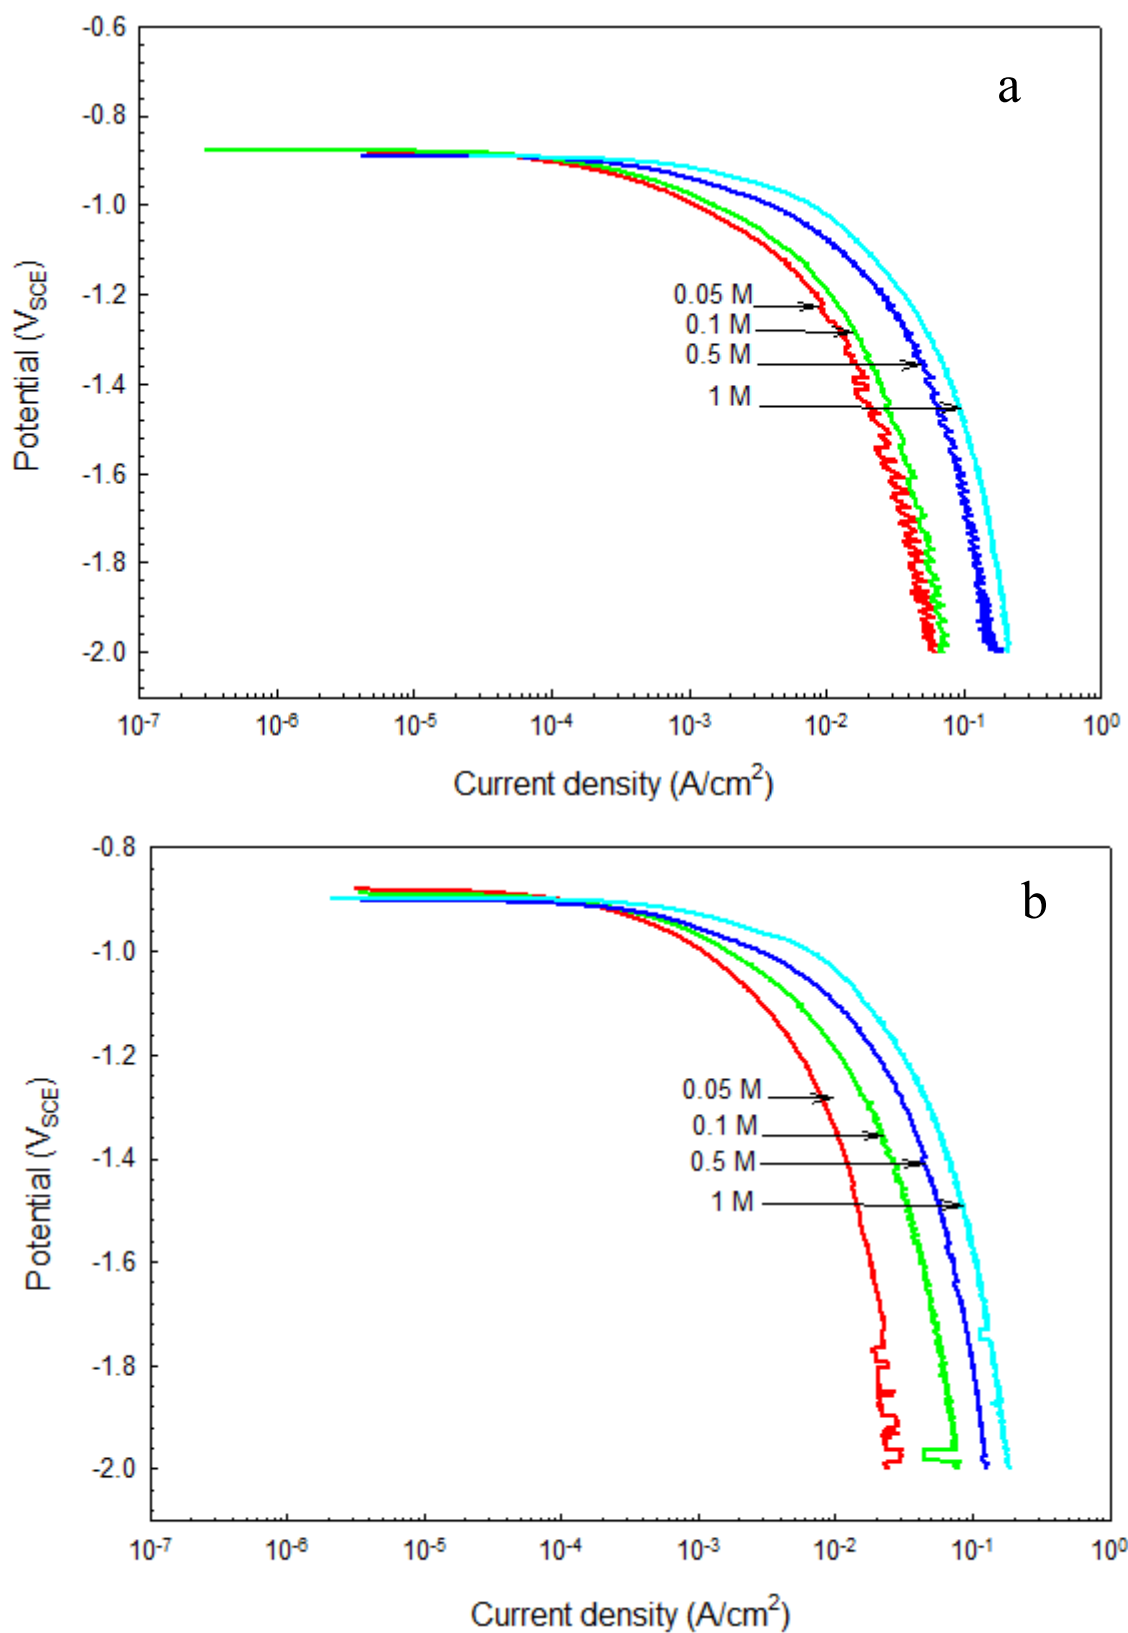 a
-0.6
-0.8
-1.0
-1.2
-1.4
-1.6
-1.8
-2.0
Potential (V_SCE)
0.05 M
0.1 M
0.5 M
1 M
10⁻⁷ 10⁻⁶ 10⁻⁵ 10⁻⁴ 10⁻³ 10⁻² 10⁻¹ 10⁰
Current density (A/cm²)
b
-0.8
-1.0
-1.2
-1.4
-1.6
-1.8
-2.0
Potential (V_SCE)
0.05 M
0.1 M
0.5 M
1 M
10⁻⁷ 10⁻⁶ 10⁻⁵ 10⁻⁴ 10⁻³ 10⁻² 10⁻¹ 10⁰
Current density (A/cm²)